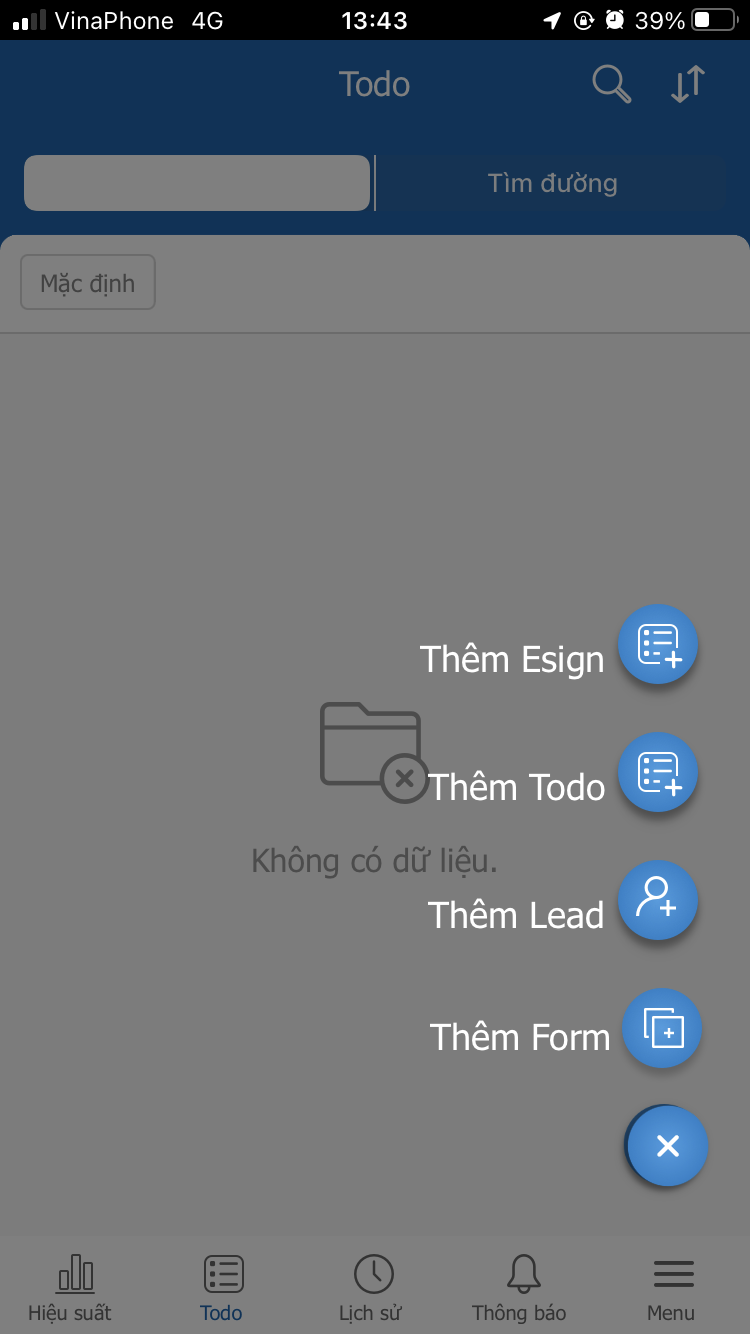 VinaPhone 4G 13:43 39%
Todo
Tìm đường
Mặc định
Thêm Esign
Thêm Todo
Không có dữ liệu.
Thêm Lead
Thêm Form
Hiệu suất Todo Lịch sử Thông báo Menu